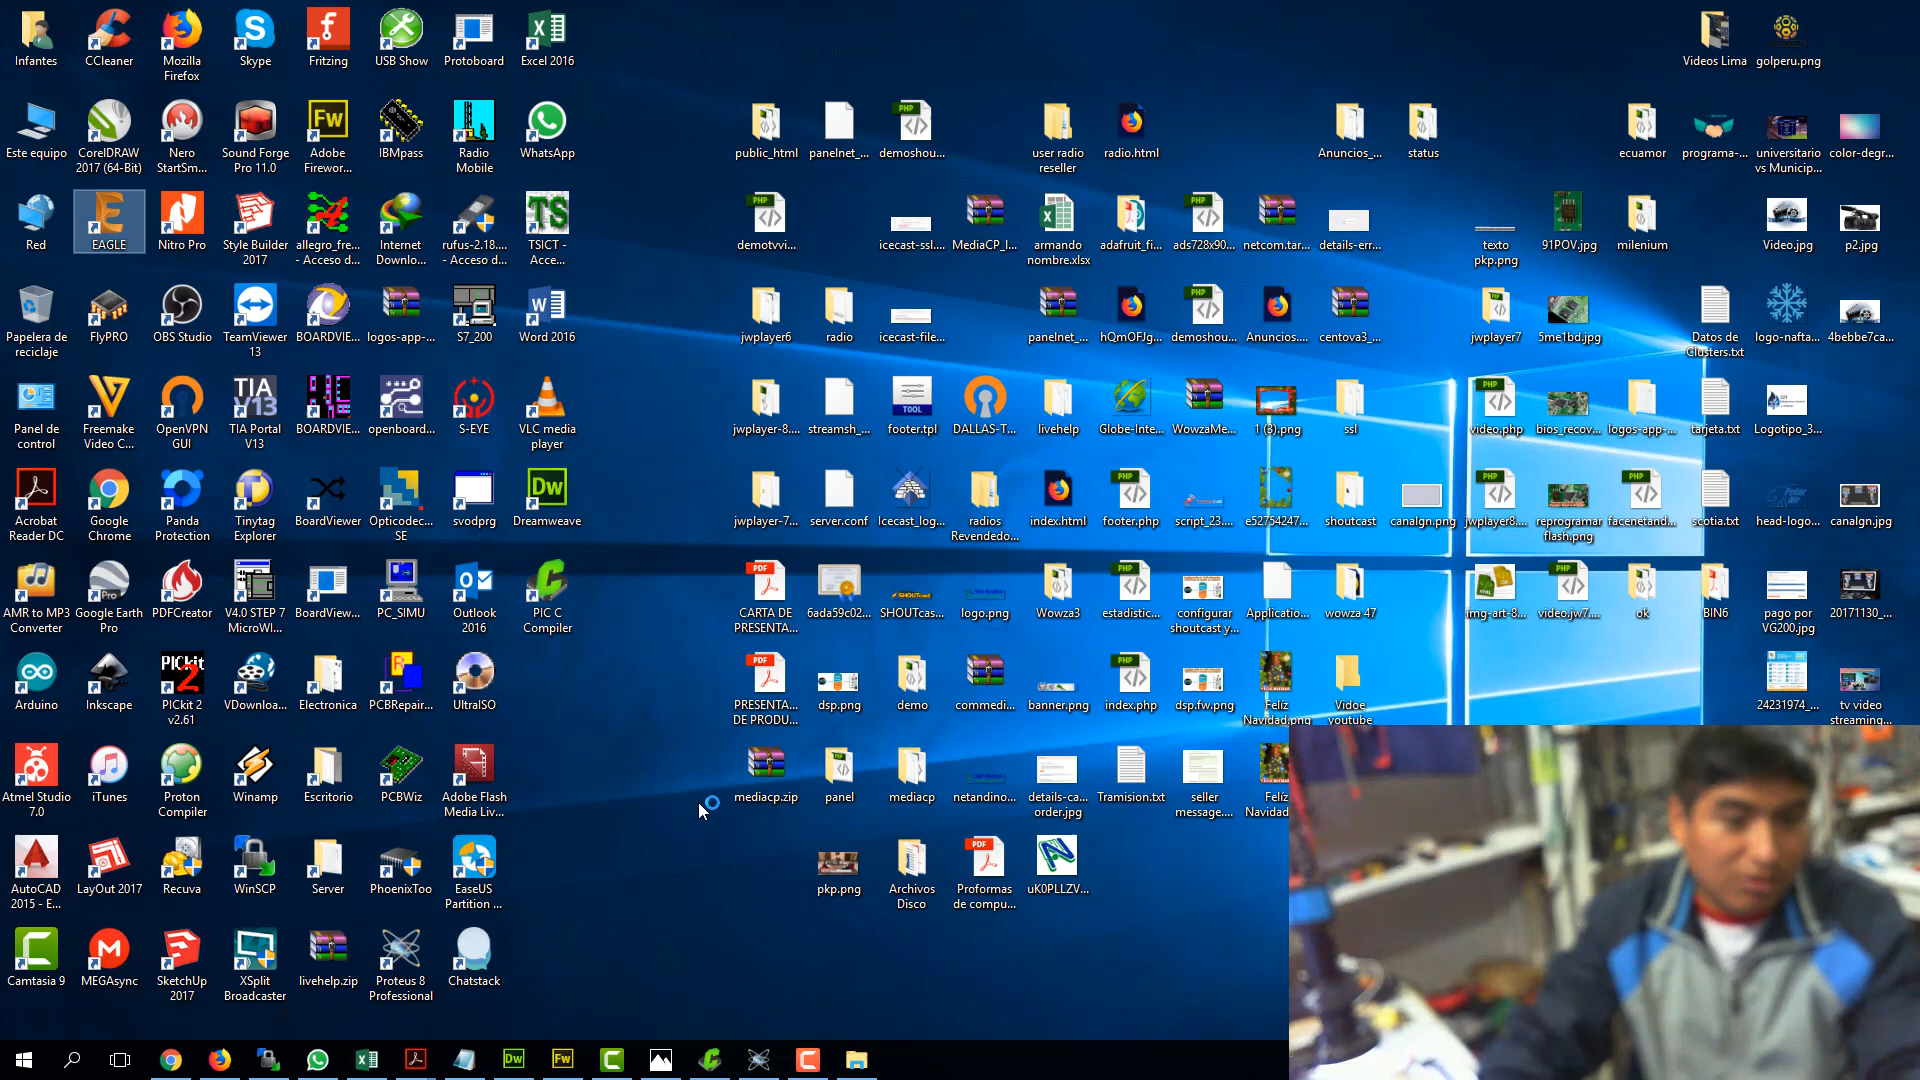 Infantes
CCleaner
Mozilla
Firefox
Skype
Fritzing
USB Show
Protoboard
Excel 2016
Videos Lima
golperu.png
Este equipo
CorelDRAW
2017 (64-Bit)
Nero
StartSm...
Sound Forge
Pro 11.0
Adobe
Firewor...
IBMpass
Radio
Mobile
WhatsApp
public_html
panelnet_...
demoshou...
user radio
reseller
radio.html
Anuncios_...
status
ecuamor
programa-...
universitario
vs Municip...
color-degr...
Red
EAGLE
Nitro Pro
Style Builder
2017
allegro_fre...
- Acceso d...
Internet
Downlo...
rufus-2.18....
- Acceso d...
TSICT -
Acce...
demotvvi...
icecast-ssl....
MediaCP_I...
armando
nombre.xlsx
adafruit_fi...
ads728x90...
netcom.tar...
details-err...
texto
pkp.png
91POV.jpg
milenium
Video.jpg
p2.jpg
Papelera de
reciclaje
FlyPRO
OBS Studio
TeamViewer
13
BOARDVIE...
logos-app-...
S7_200
Word 2016
jwplayer6
radio
icecast-file...
panelnet_...
hQmOFJg...
demoshou...
Anuncios....
centova3_...
jwplayer7
5me1bd.jpg
Datos de
Clusters.txt
logo-nafta...
4bebbe7ca...
Panel de
control
Freemake
Video C...
OpenVPN
GUI
TIA Portal
V13
BOARDVIE...
openboard...
S-EYE
VLC media
player
jwplayer-8....
streamsh_...
footer.tpl
DALLAS-T...
livehelp
Globe-Inte...
WowzaMe...
1 (3).png
ssl
video.php
bios_recov...
logos-app-...
tarjeta.txt
Logotipo_3...
Acrobat
Reader DC
Google
Chrome
Panda
Protection
Tinytag
Explorer
BoardViewer
Opticodec...
SE
svodprg
Dreamweave
jwplayer-7...
server.conf
Icecast_log...
radios
Revendedo...
index.html
footer.php
script_23....
e52754247...
shoutcast
canalgn.png
jwplayer8....
reprogramar
flash.png
facenetand...
scotia.txt
head-logo...
canalgn.jpg
AMR to MP3
Converter
Google Earth
Pro
PDFCreator
V4.0 STEP 7
MicroWI...
BoardView...
PC_SIMU
Outlook
2016
PIC C
Compiler
CARTA DE
PRESENTA...
6ada59c02...
SHOUTcas...
logo.png
Wowza3
estadistic...
configurar
shoutcast y...
Applicatio...
wowza 47
img-art-8...
video.jw7....
ok
BIN6
pago por
VG200.jpg
20171130_...
Arduino
Inkscape
PICkit 2
v2.61
VDownloa...
Electronica
PCBRepair...
UltraISO
PRESENTA...
DE PRODU...
dsp.png
demo
commedi...
banner.png
index.php
dsp.fw.png
Feliz
Navidad.png
Vidoe
youtube
24231974_...
tv video
streaming...
Atmel Studio
7.0
iTunes
Proton
Compiler
Winamp
Escritorio
PCBWiz
Adobe Flash
Media Liv...
mediacp.zip
panel
mediacp
netandino...
details-ca...
order.jpg
Tramision.txt
seller
message....
Feliz
Navidad
AutoCAD
2015 - E...
LayOut 2017
Recuva
WinSCP
Server
PhoenixToo
EaseUS
Partition ...
pkp.png
Archivos
Disco
Proformas
de compu...
uK0PLLZV...
Camtasia 9
MEGAsync
SketchUp
2017
XSplit
Broadcaster
livehelp.zip
Proteus 8
Professional
Chatstack